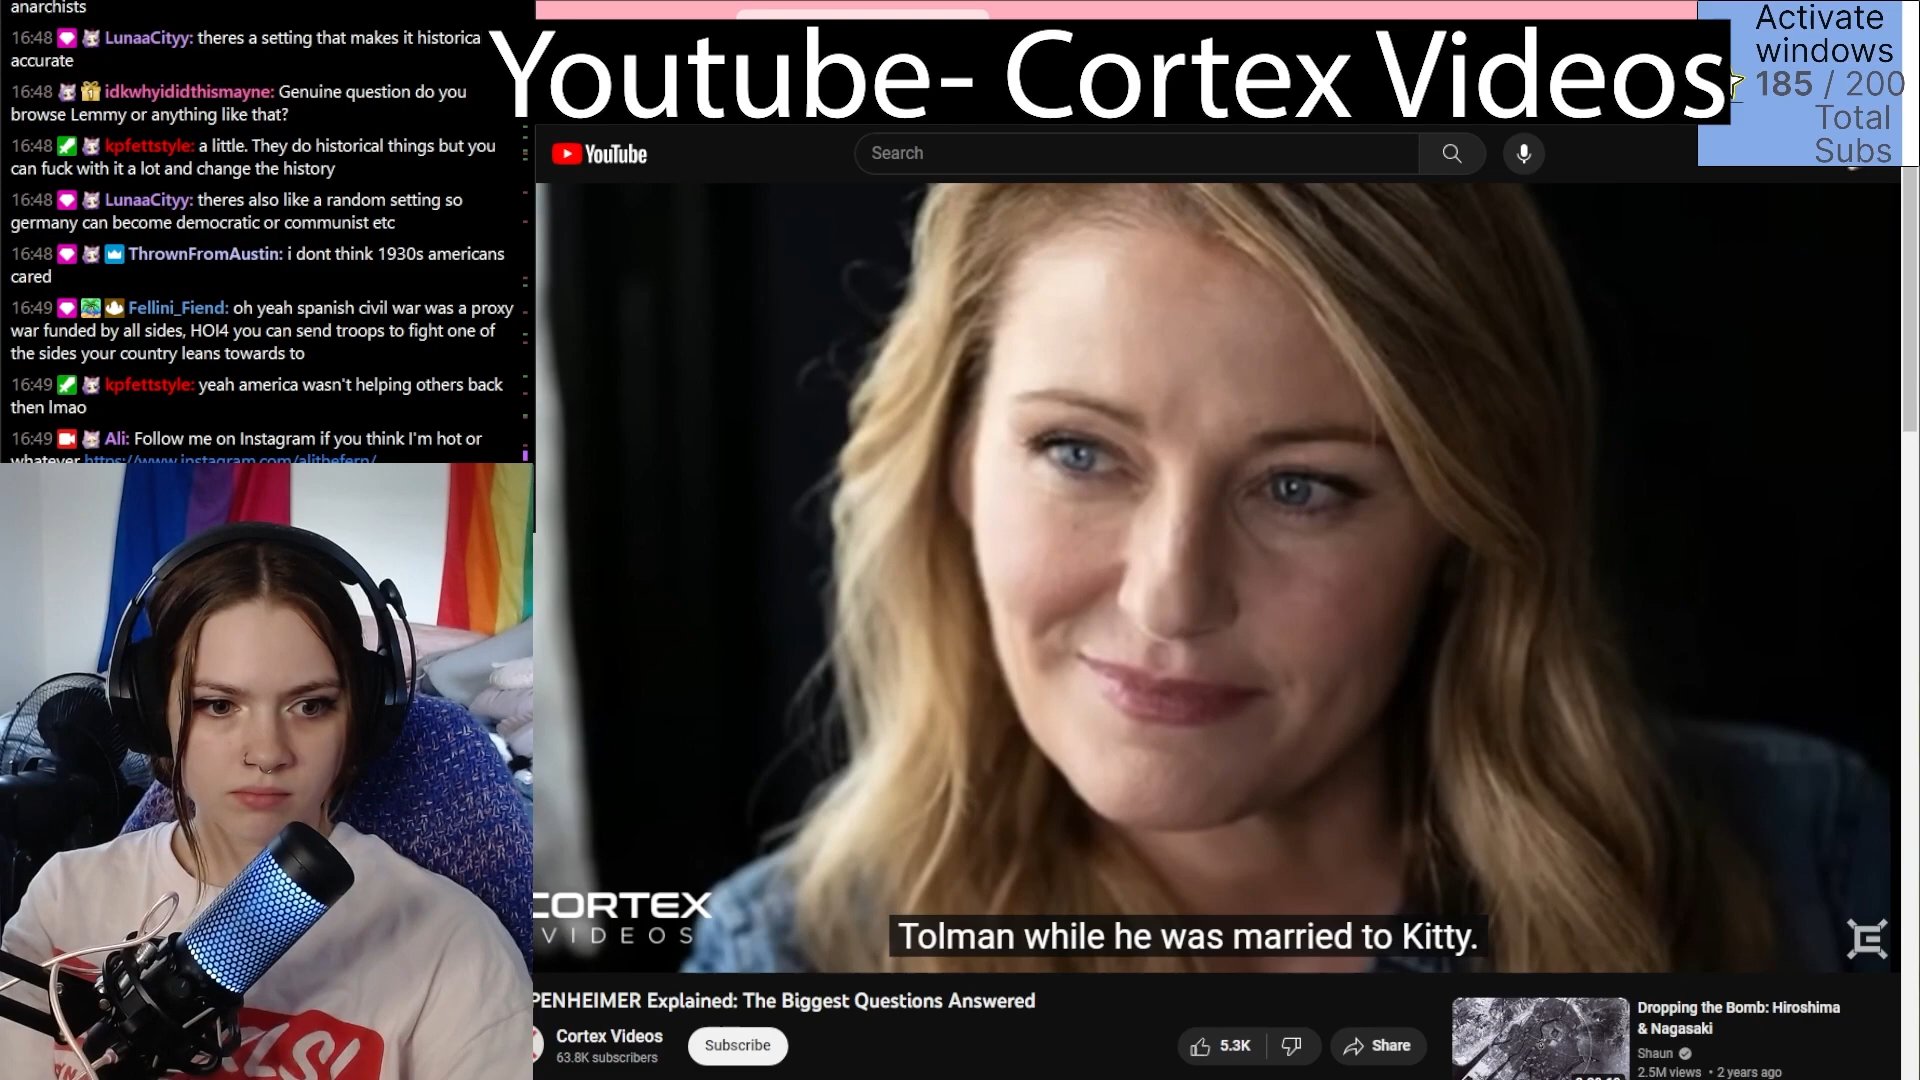 anarchists
16:48 LunaaCityy: theres a setting that makes it historica
accurate
16:48 idkwhyididthismayne: Genuine question do you
browse Lemmy or anything like that?
16:48 kpfettstyle: a little. They do historical things but you
can fuck with it a lot and change the history
16:48 LunaaCityy: theres also like a random setting so
germany can become democratic or communist etc
16:48 ThrownFromAustin: i dont think 1930s americans
cared
16:49 Fellini_Fiend: oh yeah spanish civil war was a proxy
war funded by all sides, HOI4 you can send troops to fight one of
the sides your country leans towards to
16:49 kpfettstyle: yeah america wasn't helping others back
then lmao
16:49 Ali: Follow me on Instagram if you think I'm hot or
whatever https://www.instagram.com/alithefern/
Youtube- Cortex Videos
Activate
windows
185 / 200
Total
Subs
YouTube
Search
CORTEX
VIDEOS
Tolman while he was married to Kitty.
PENHEIMER Explained: The Biggest Questions Answered
Cortex Videos
63.8K subscribers
Subscribe
5.3K
Share
Dropping the Bomb: Hiroshima
& Nagasaki
Shaun
2.5M views • 2 years ago